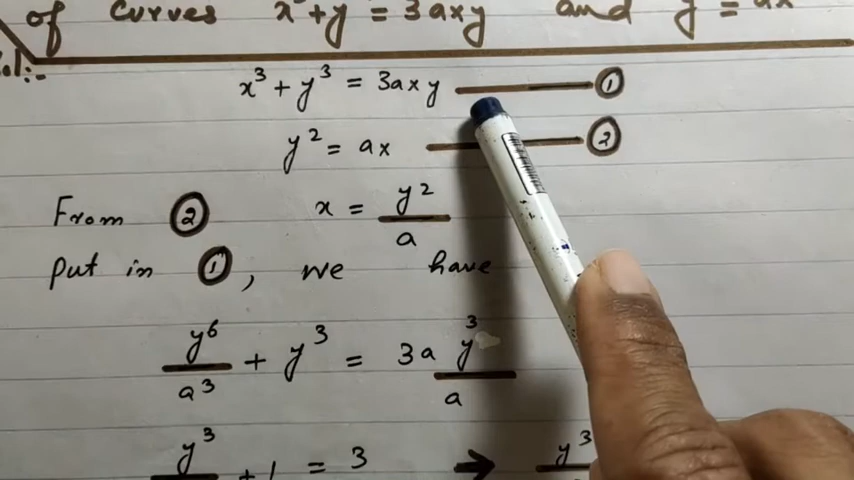 of curves x³+y³ = 3axy and y² = ax
Sol:-
x³ + y³ = 3axy ——— ①
y² = ax ——— ②
From ② x = y²/a
Put in ①, we have
y⁶/a³ + y³ = 3a y³/a
y³/ +1 = 3 → y³/